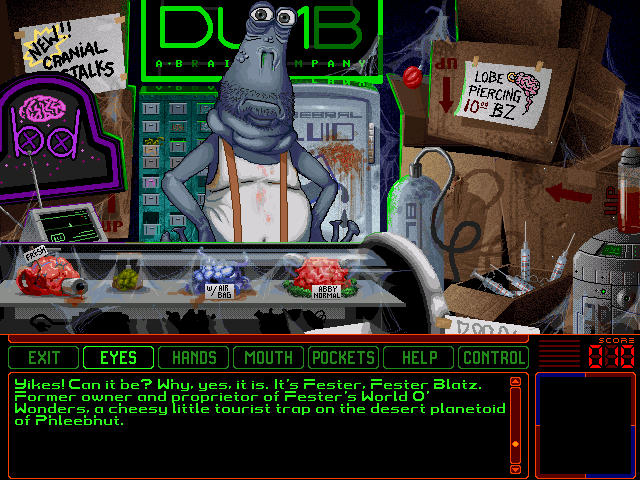 NEW!!
CRANIAL
STALKS
DUMB
A·BRAIN COMPANY
UP
LOBE
PIERCING
10 00 BZ
UP
FRESH
W/AIR
BAG
ABBY
NORMAL
SCORE
010
EXIT EYES HANDS MOUTH POCKETS HELP CONTROL
Yikes! Can it be? Why, yes, it is. It's Fester, Fester Blatz.
Former owner and proprietor of Fester's World O'
Wonders, a cheesy little tourist trap on the desert planetoid
of Phleebhut.